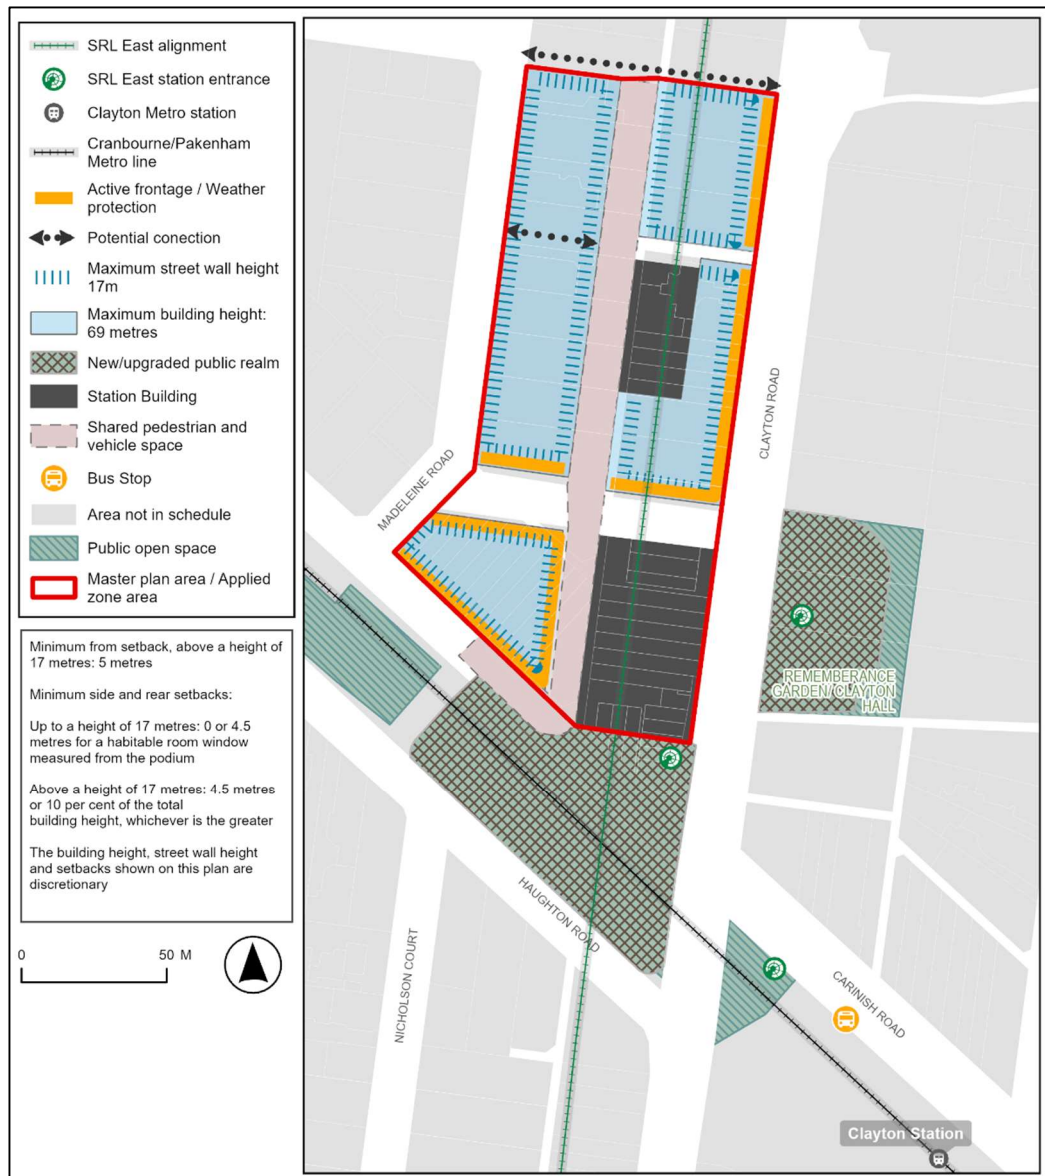 SRL East alignment
SRL East station entrance
Clayton Metro station
Cranbourne/Pakenham
Metro line
Active frontage / Weather
protection
Potential conection
Maximum street wall height
17m
Maximum building height:
69 metres
New/upgraded public realm
Station Building
Shared pedestrian and
vehicle space
Bus Stop
Area not in schedule
Public open space
Master plan area / Applied
zone area
Minimum from setback, above a height of
17 metres: 5 metres
Minimum side and rear setbacks:
Up to a height of 17 metres: 0 or 4.5
metres for a habitable room window
measured from the podium
Above a height of 17 metres: 4.5 metres
or 10 per cent of the total
building height, whichever is the greater
The building height, street wall height
and setbacks shown on this plan are
discretionary
0 50 M
MADELEINE ROAD
CLAYTON ROAD
REMEMBERANCE
GARDEN/CLAYTON
HALL
HAUGHTON ROAD
NICHOLSON COURT
CARINISH ROAD
Clayton Station